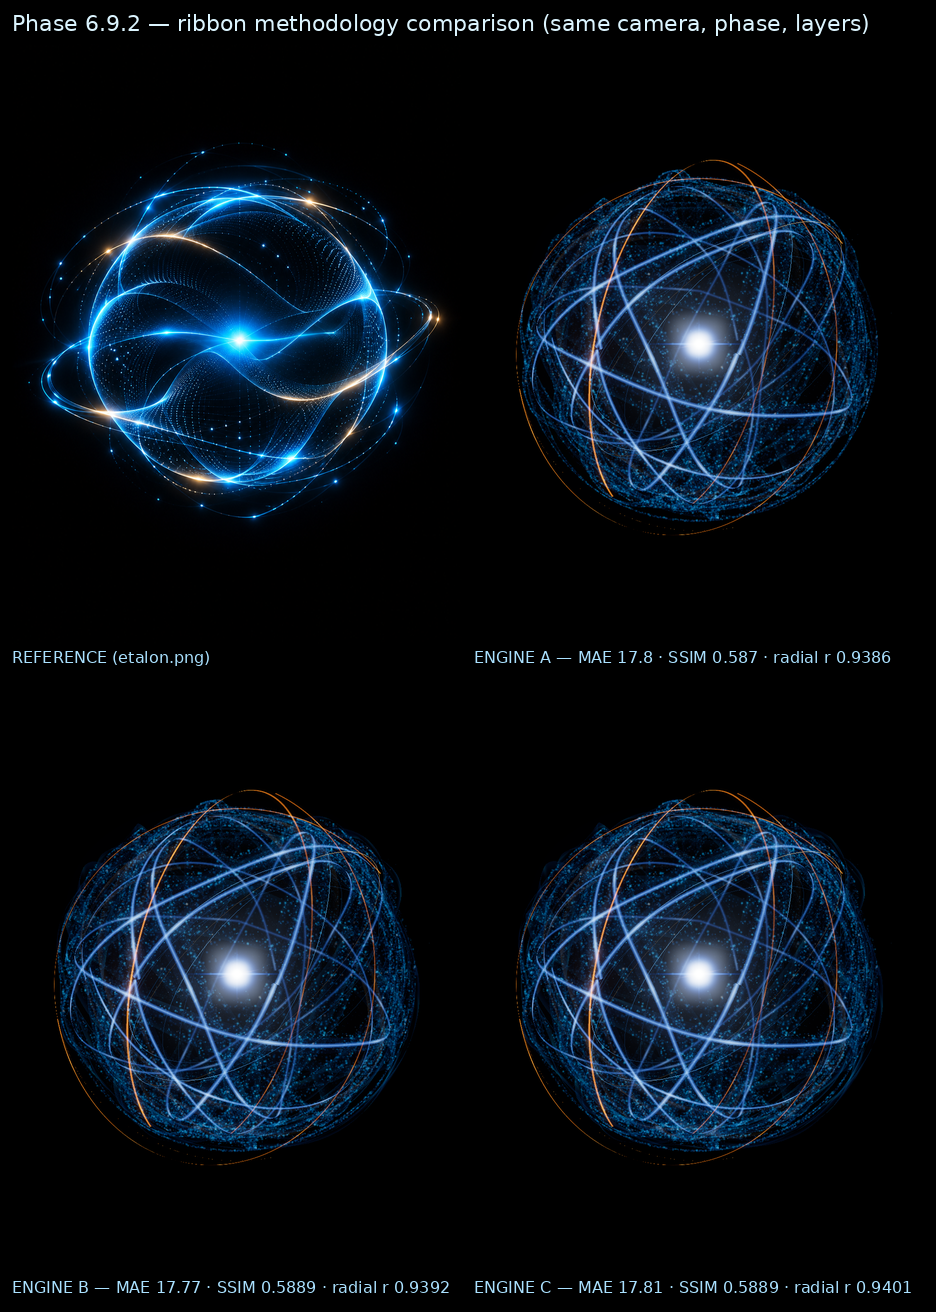 Phase 6.9.2 — ribbon methodology comparison (same camera, phase, layers)
REFERENCE (etalon.png)
ENGINE A — MAE 17.8 · SSIM 0.587 · radial r 0.9386
ENGINE B — MAE 17.77 · SSIM 0.5889 · radial r 0.9392
ENGINE C — MAE 17.81 · SSIM 0.5889 · radial r 0.9401